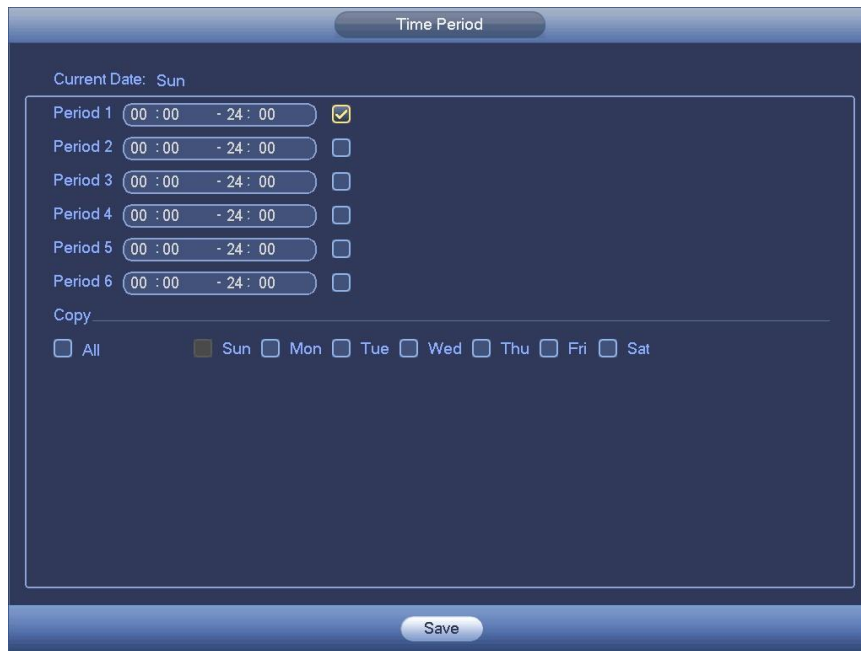 Time Period
Current Date: Sun
Period 1 00 :00 - 24 : 00
Period 2 00 :00 - 24 : 00
Period 3 00 :00 - 24 : 00
Period 4 00 :00 - 24 : 00
Period 5 00 :00 - 24 : 00
Period 6 00 :00 - 24 : 00
Copy
All Sun Mon Tue Wed Thu Fri Sat
Save